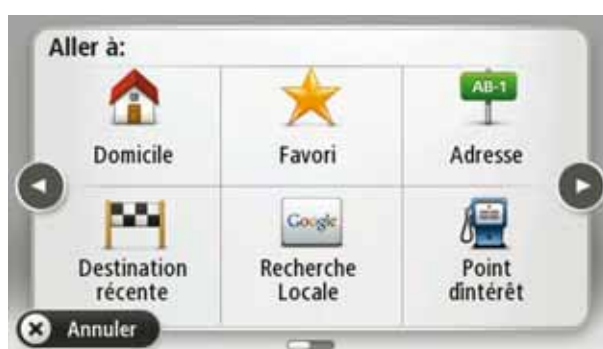 Aller à:
AB-1
Domicile
Favori
Adresse
Google
Destination
récente
Recherche
Locale
Point
dintérêt
Annuler